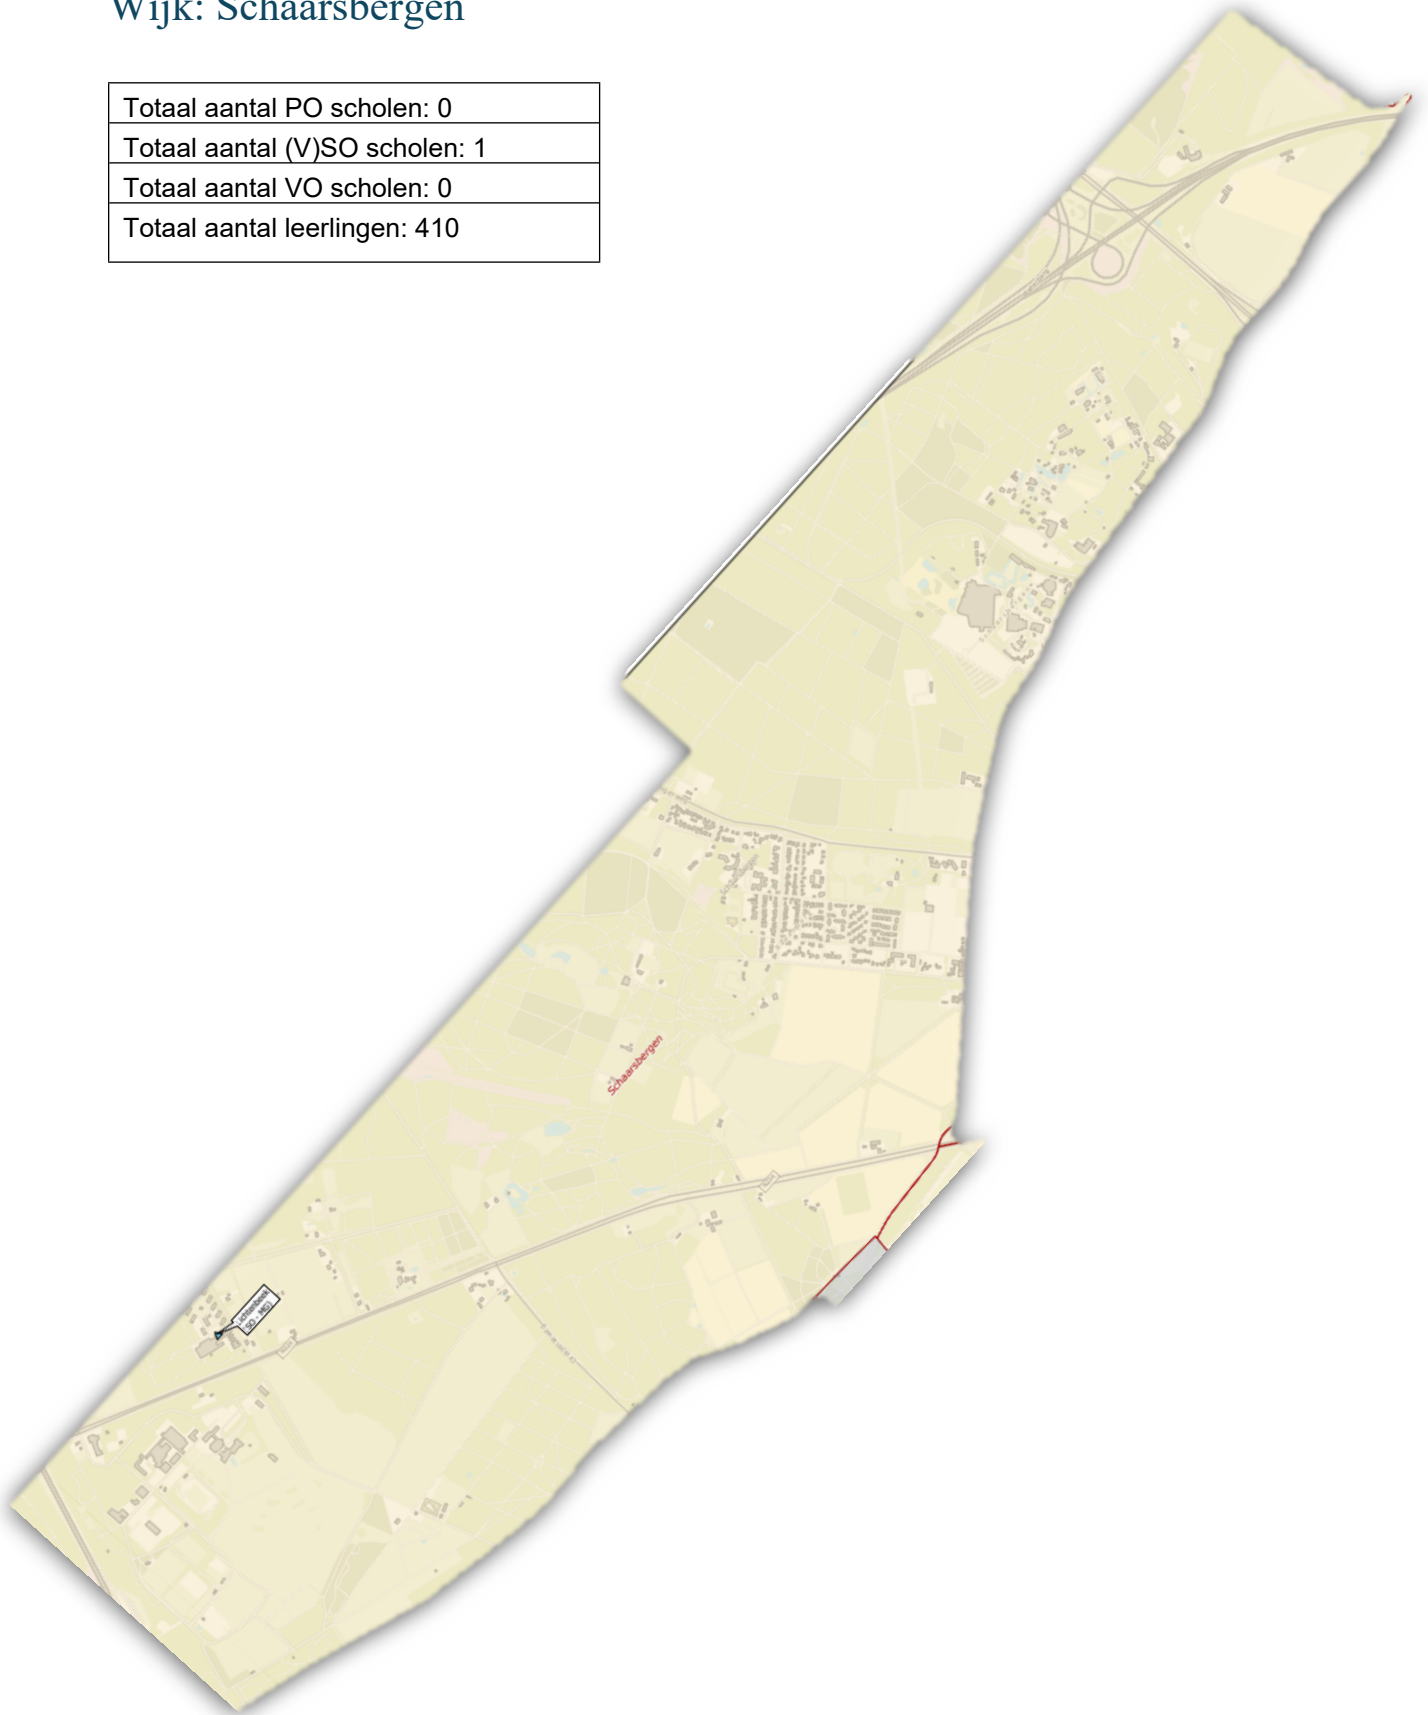 Wijk: Schaarsbergen
Totaal aantal PO scholen: 0
Totaal aantal (V)SO scholen: 1
Totaal aantal VO scholen: 0
Totaal aantal leerlingen: 410
Schaarsbergen